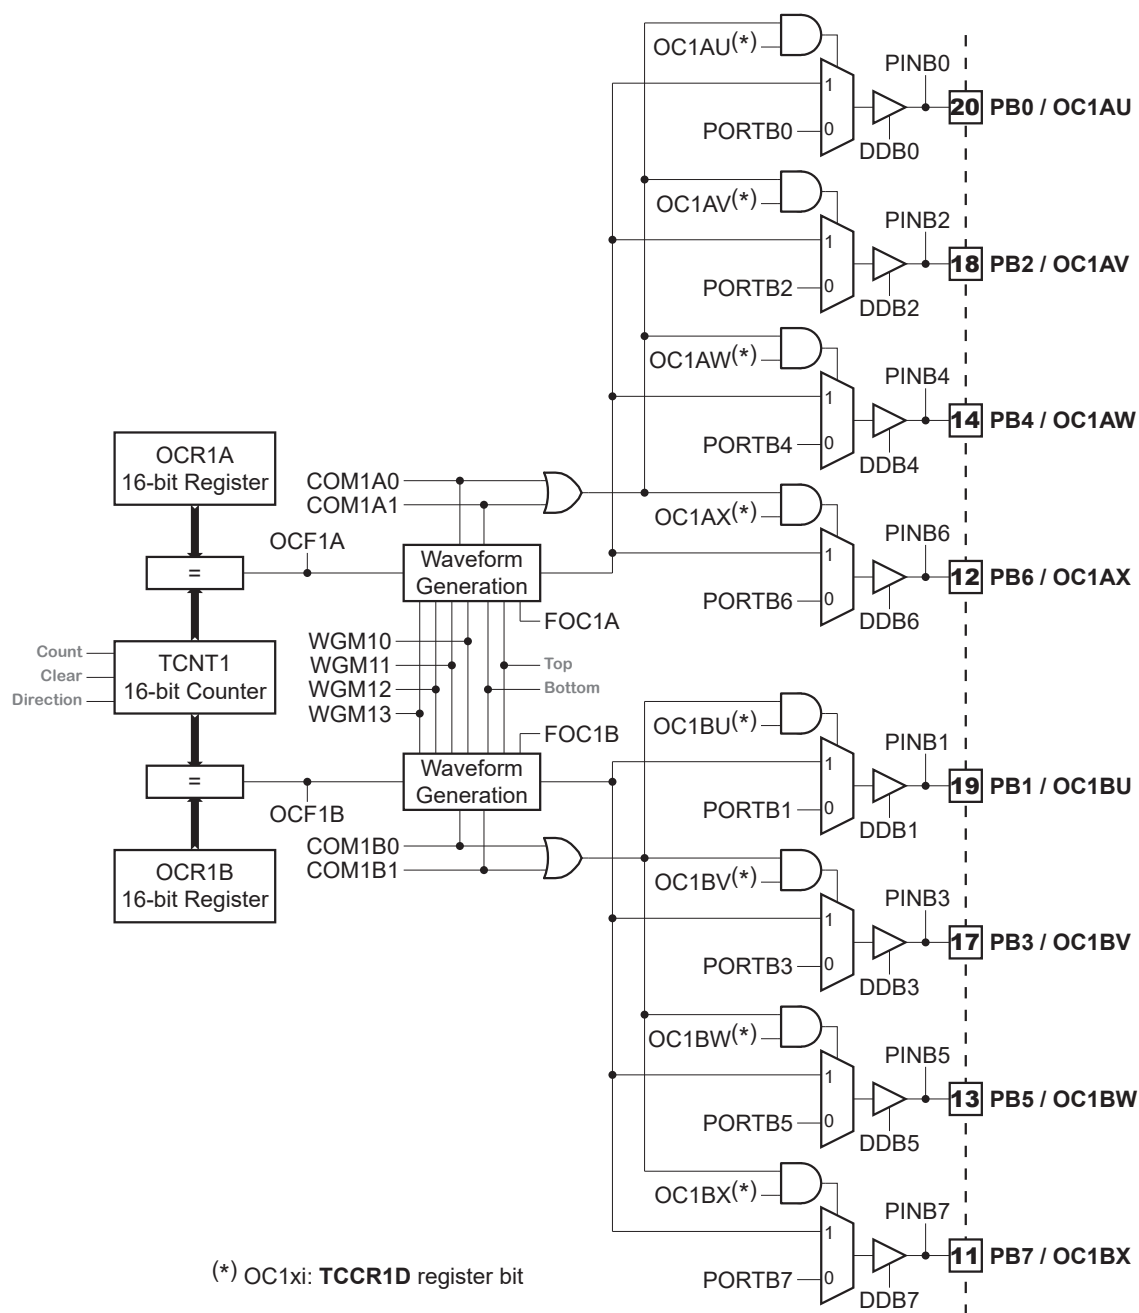 OC1AU(*)
PINB0
1
20 PB0 / OC1AU
PORTB0
0
DDB0
OC1AV(*)
PINB2
1
18 PB2 / OC1AV
PORTB2
0
DDB2
OC1AW(*)
PINB4
1
14 PB4 / OC1AW
PORTB4
0
DDB4
OCR1A
16-bit Register
COM1A0
COM1A1
OC1AX(*)
PINB6
1
12 PB6 / OC1AX
PORTB6
0
DDB6
OCF1A
=
Waveform
Generation
FOC1A
Count
Clear
Direction
TCNT1
16-bit Counter
WGM10
WGM11
WGM12
WGM13
Top
Bottom
FOC1B
=
OCF1B
Waveform
Generation
OC1BU(*)
PINB1
1
19 PB1 / OC1BU
PORTB1
0
DDB1
COM1B0
COM1B1
OCR1B
16-bit Register
OC1BV(*)
PINB3
1
17 PB3 / OC1BV
PORTB3
0
DDB3
OC1BW(*)
PINB5
1
13 PB5 / OC1BW
PORTB5
0
DDB5
OC1BX(*)
PINB7
1
11 PB7 / OC1BX
PORTB7
0
DDB7
(*) OC1xi: TCCR1D register bit